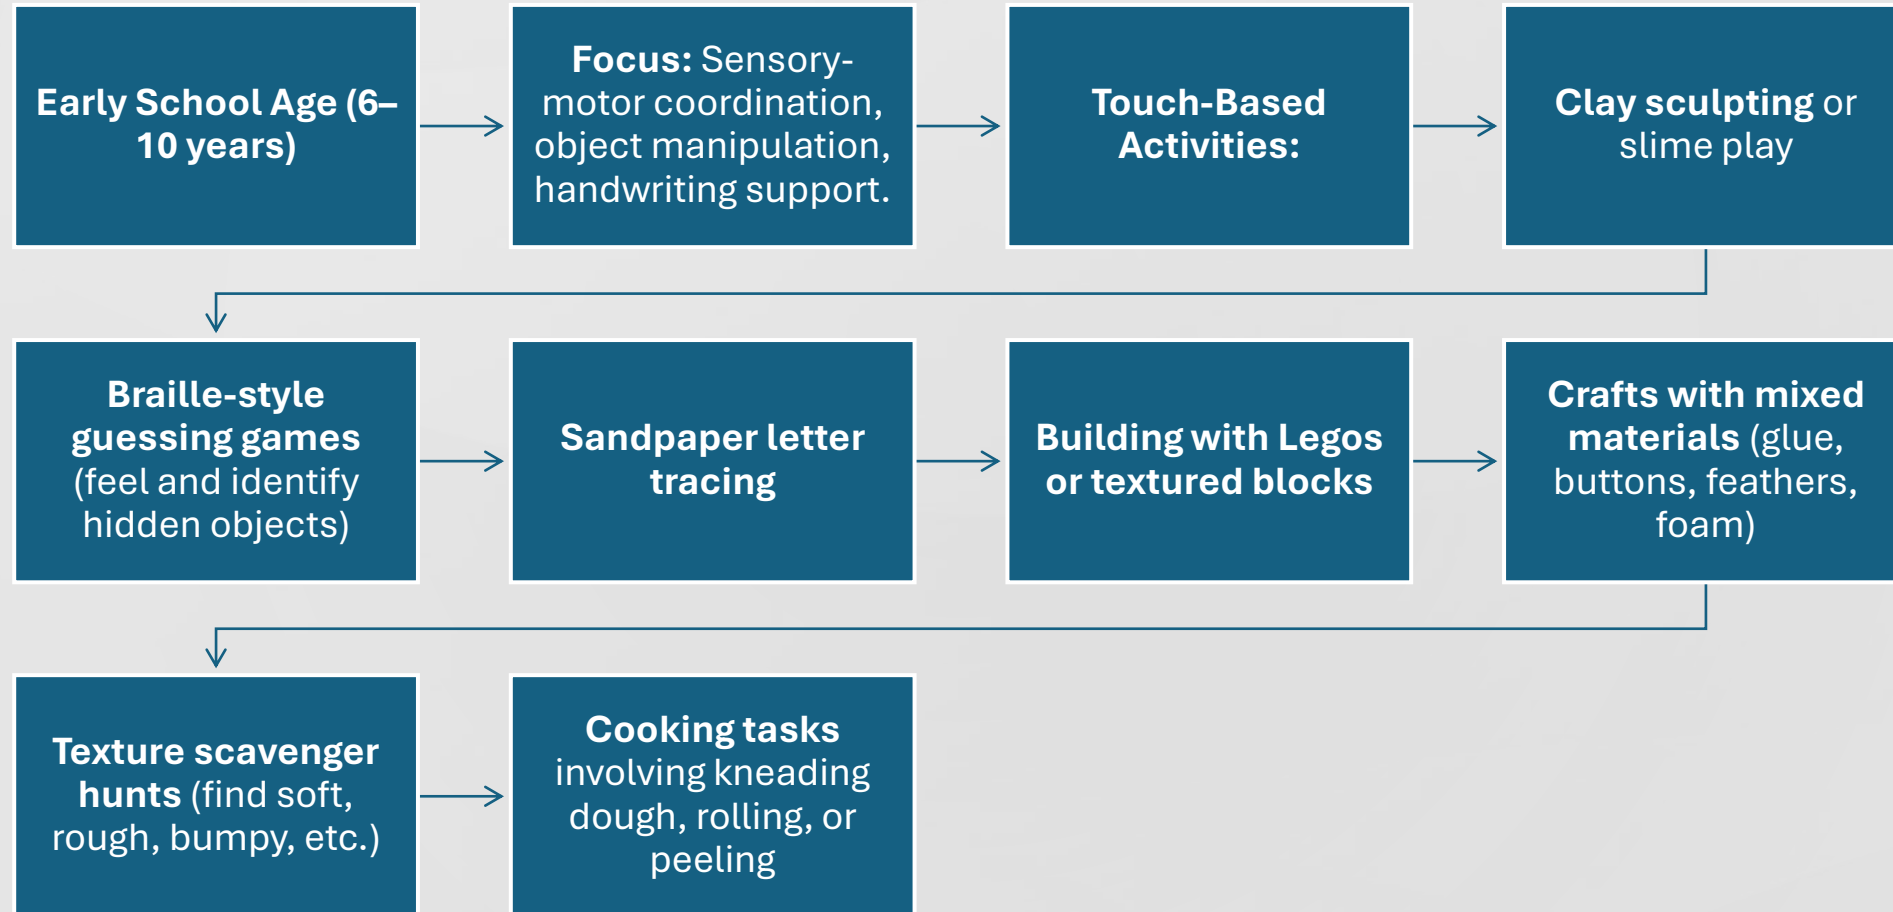 Early School Age (6–
10 years)
Focus: Sensory-
motor coordination,
object manipulation,
handwriting support.
Touch-Based
Activities:
Clay sculpting or
slime play
Braille-style
guessing games
(feel and identify
hidden objects)
Sandpaper letter
tracing
Building with Legos
or textured blocks
Crafts with mixed
materials (glue,
buttons, feathers,
foam)
Texture scavenger
hunts (find soft,
rough, bumpy, etc.)
Cooking tasks
involving kneading
dough, rolling, or
peeling